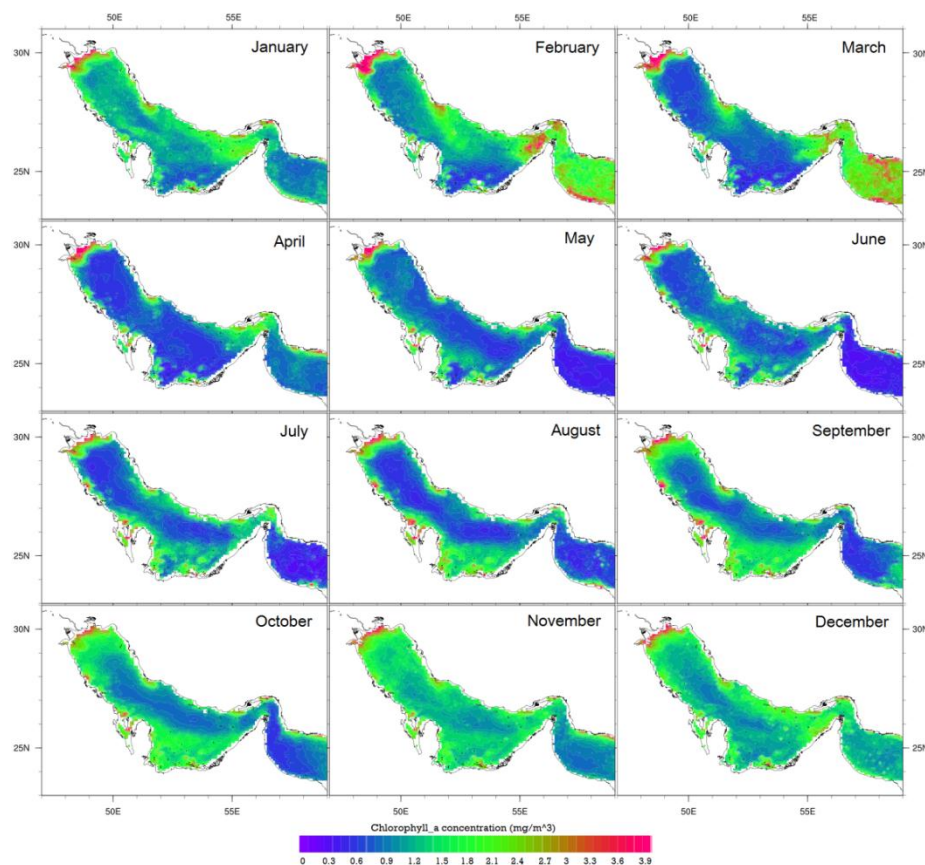 50E 55E 50E 55E 50E 55E
30N January February March 30N
25N 25N
30N April May June 30N
25N 25N
30N July August September 30N
25N 25N
30N October November December 30N
25N 25N
50E 55E 50E 55E 50E 55E
Chlorophyll_a concentration (mg/m^3)
0 0.3 0.6 0.9 1.2 1.5 1.8 2.1 2.4 2.7 3 3.3 3.6 3.9